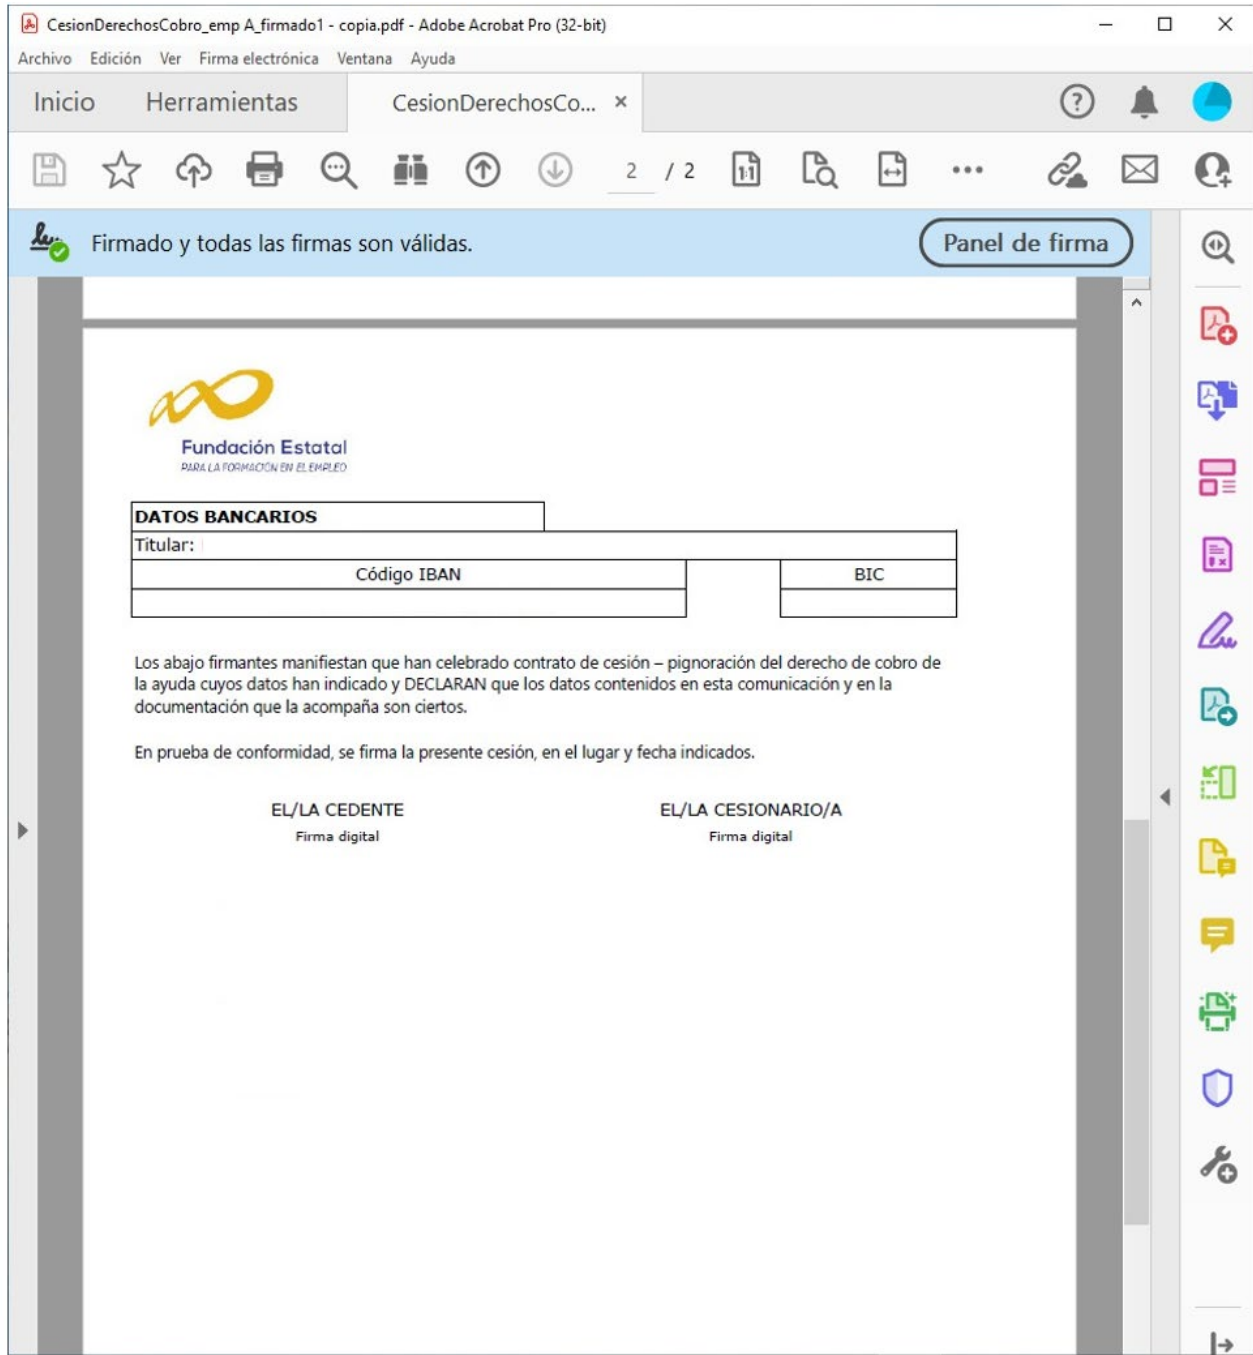 CesionDerechosCobro_emp A_firmado1 - copia.pdf - Adobe Acrobat Pro (32-bit)
Archivo Edición Ver Firma electrónica Ventana Ayuda
Inicio Herramientas CesionDerechosCo... ×
2 / 2 1:1
Firmado y todas las firmas son válidas. Panel de firma
Fundación Estatal
PARA LA FORMACIÓN EN EL EMPLEO
DATOS BANCARIOS
Titular:
Código IBAN BIC
Los abajo firmantes manifiestan que han celebrado contrato de cesión – pignoración del derecho de cobro de
la ayuda cuyos datos han indicado y DECLARAN que los datos contenidos en esta comunicación y en la
documentación que la acompaña son ciertos.
En prueba de conformidad, se firma la presente cesión, en el lugar y fecha indicados.
EL/LA CEDENTE EL/LA CESIONARIO/A
Firma digital Firma digital